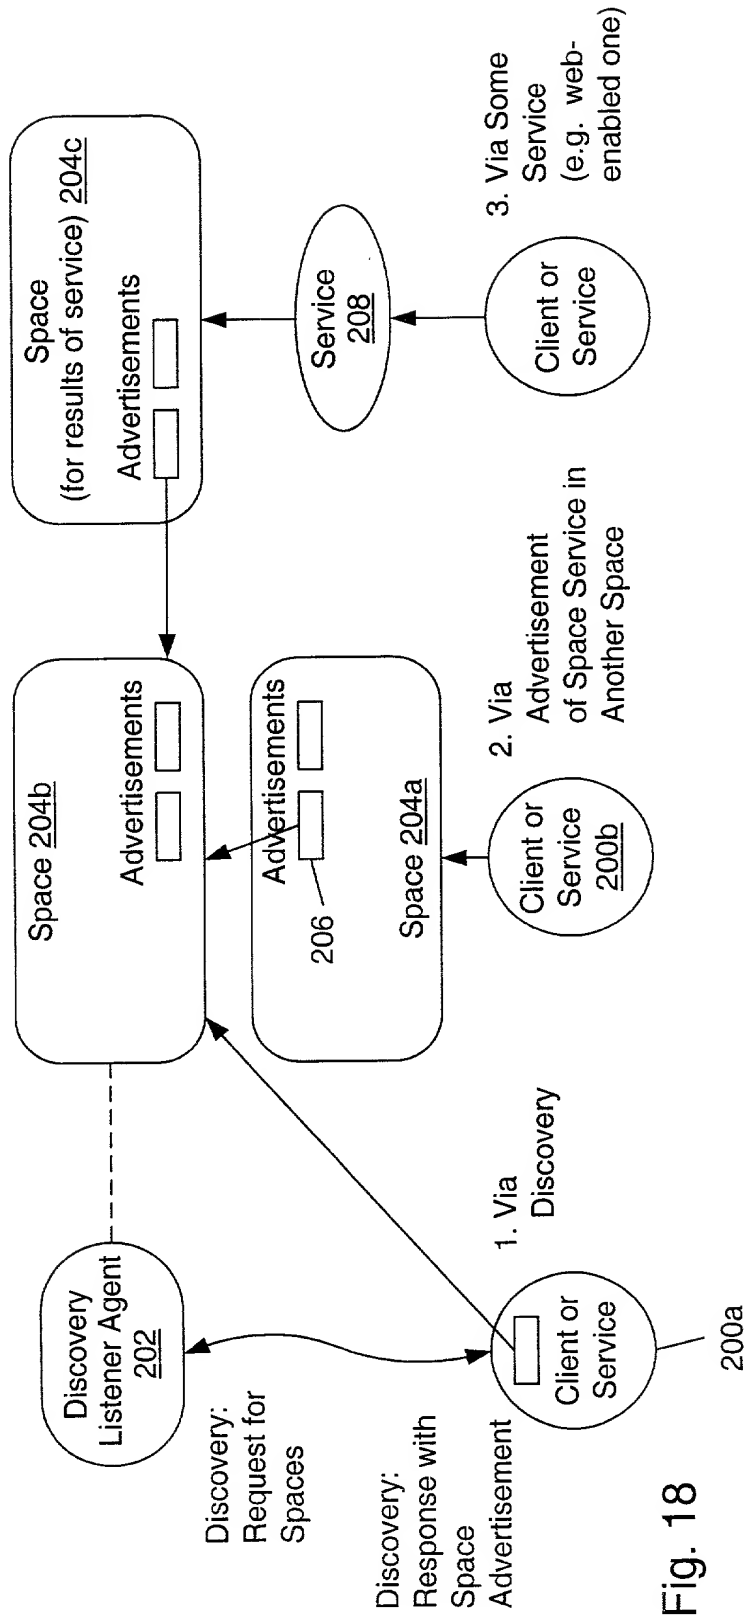 Discovery
Listener Agent
202
Space 204b
Advertisements
Space
(for results of service) 204c
Advertisements
Discovery:
Request for
Spaces
Advertisements
206
Space 204a
Service
208
Discovery:
Response with
Space
Advertisement
Client or
Service
200a
1. Via
Discovery
Client or
Service
200b
2. Via
Advertisement
of Space Service in
Another Space
Client or
Service
3. Via Some
Service
(e.g. web-
enabled one)
Fig. 18